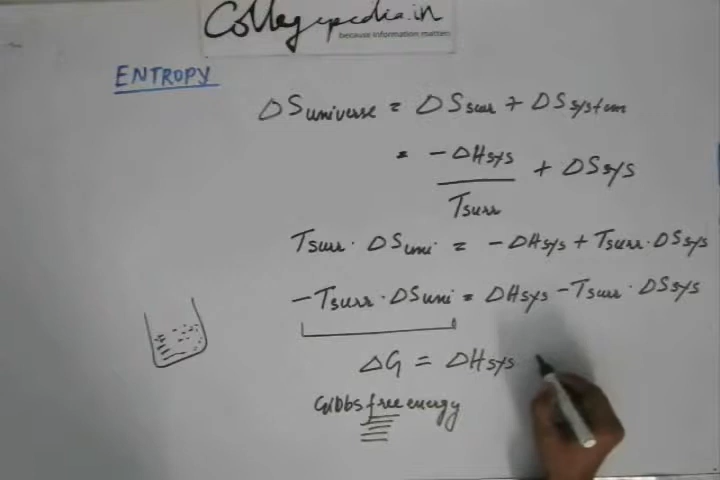 Collegepedia.in
because information matters
ENTROPY
ΔSuniverse = ΔSsurr + ΔSsystem
= -ΔHsys / Tsurr + ΔSsys
Tsurr · ΔSuni = -ΔHsys + Tsurr · ΔSsys
-Tsurr · ΔSuni = ΔHsys - Tsurr · ΔSsys
ΔG = ΔHsys
Gibbs free energy